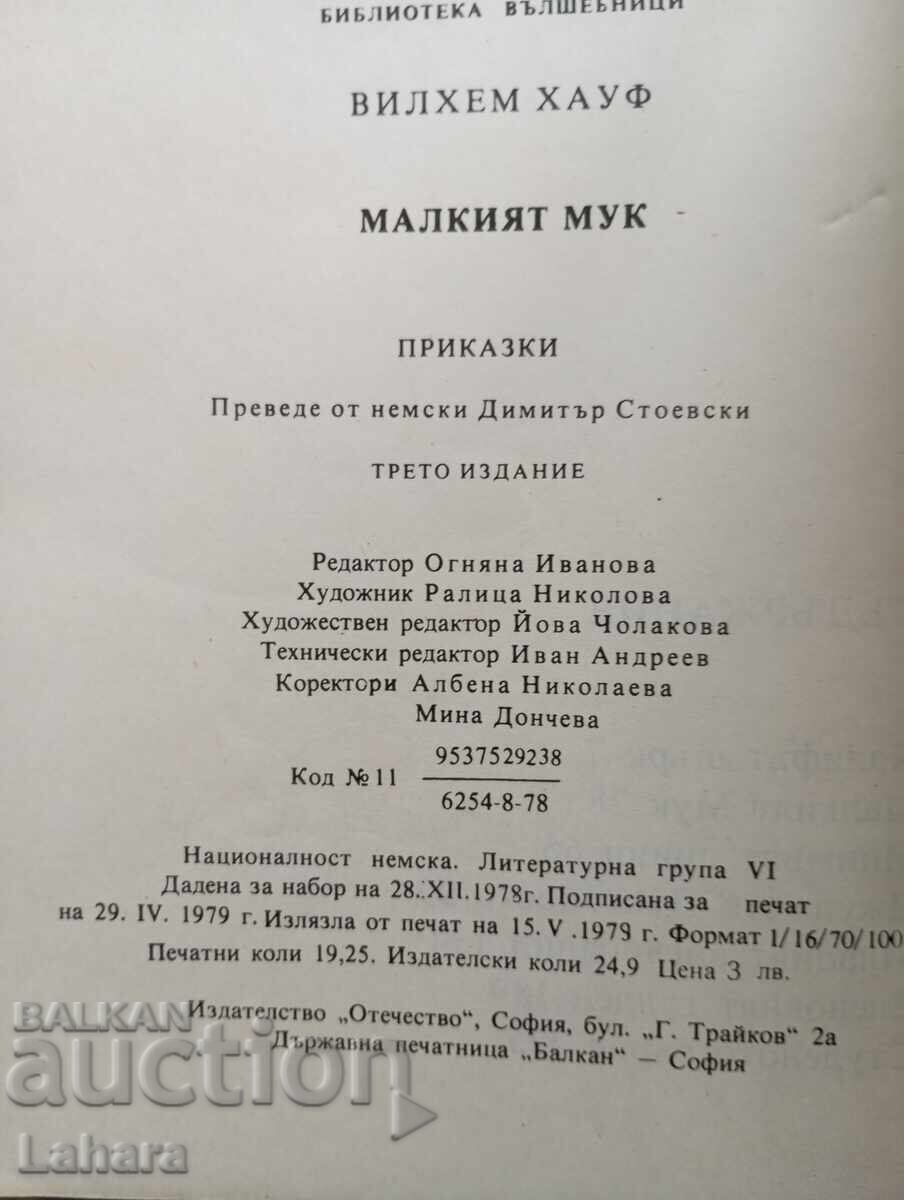 БИБЛИОТЕКА ВЪЛШЕБНИЦИ
ВИЛХЕМ ХАУФ
МАЛКИЯТ МУК
ПРИКАЗКИ
Преведе от немски Димитър Стоевски
ТРЕТО ИЗДАНИЕ
Редактор Огняна Иванова
Художник Ралица Николова
Художествен редактор Йова Чолакова
Технически редактор Иван Андреев
Коректори Албена Николаева
Мина Дончева
9537529238
Код №11
6254-8-78
Националност немска. Литературна група VI
Дадена за набор на 28. XII. 1978г. Подписана за печат
на 29. IV. 1979 г. Излязла от печат на 15. V .1979 г. Формат 1/16/70/100
Печатни коли 19,25. Издателски коли 24,9 Цена 3 лв.
Издателство „Отечество“, София, бул. „Г. Трайков“ 2а
Държавна печатница „Балкан“ — София
BALKAN
auction
Lahara